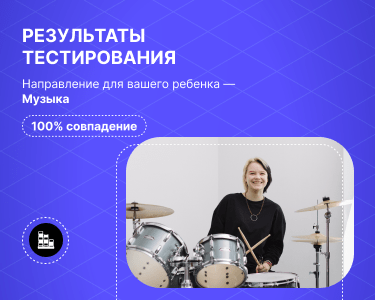 РЕЗУЛЬТАТЫ
ТЕСТИРОВАНИЯ
Направление для вашего ребенка —
Музыка
100% совпадение